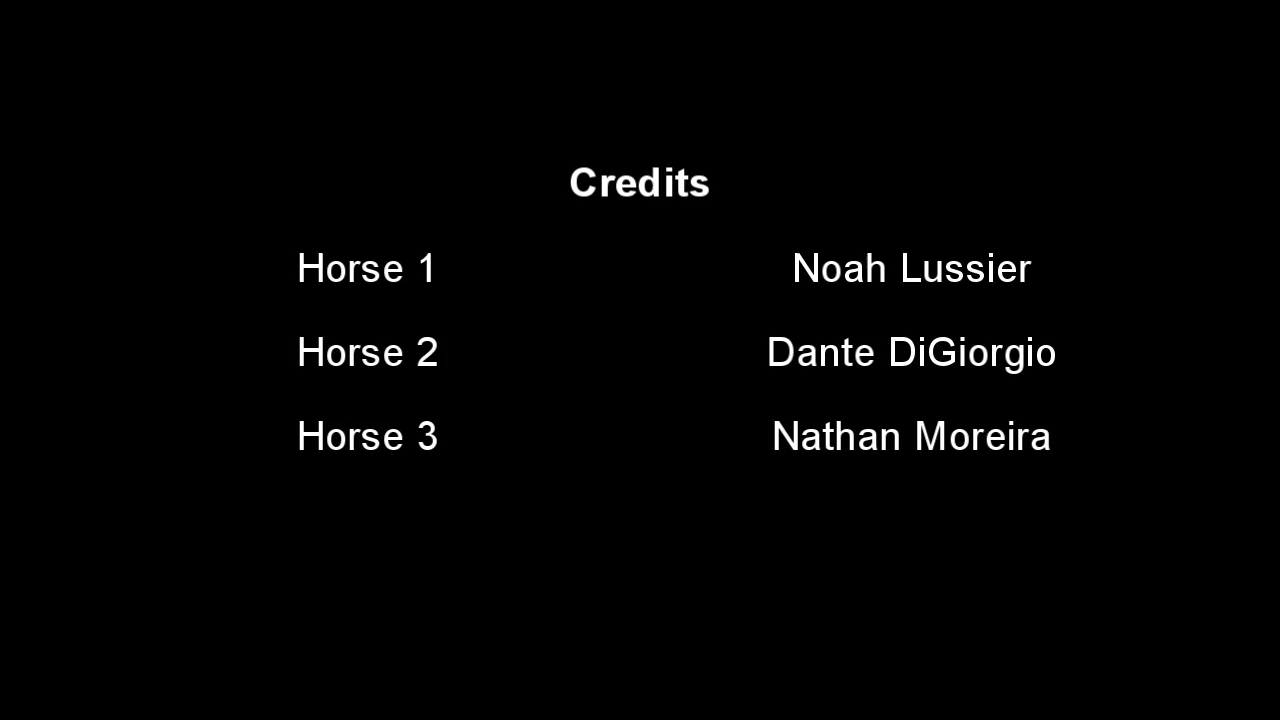 Credits
Horse 1 Noah Lussier
Horse 2 Dante DiGiorgio
Horse 3 Nathan Moreira